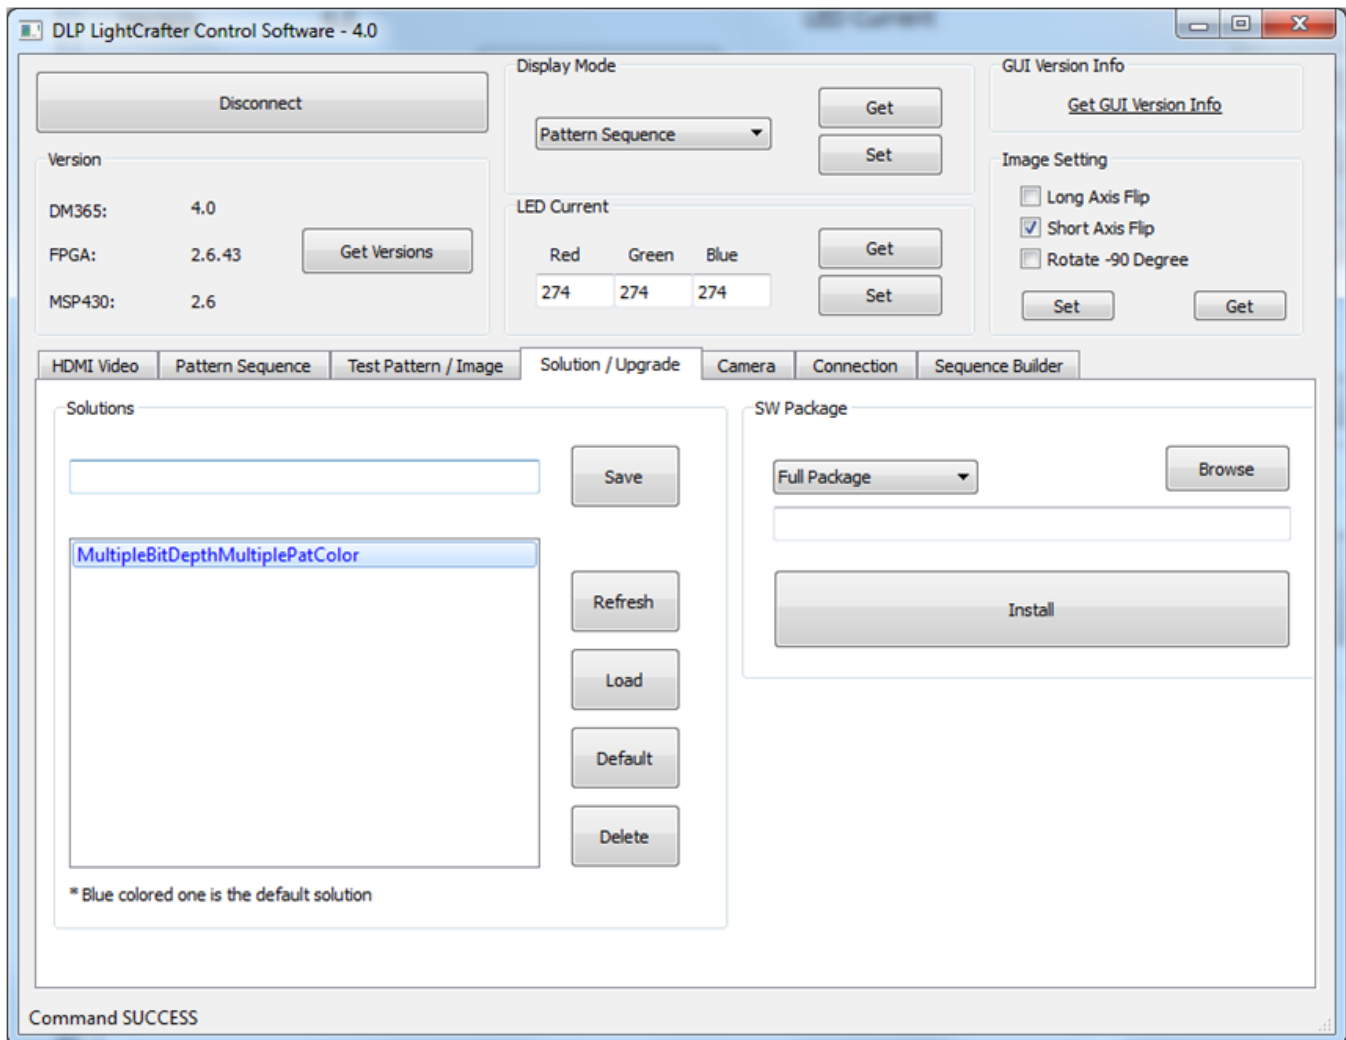 DLP LightCrafter Control Software - 4.0
Disconnect
Version
DM365: 4.0
FPGA: 2.6.43
Get Versions
MSP430: 2.6
Display Mode
Pattern Sequence
Get
Set
LED Current
Red Green Blue
274 274 274
Get
Set
GUI Version Info
Get GUI Version Info
Image Setting
Long Axis Flip
Short Axis Flip
Rotate -90 Degree
Set Get
HDMI Video Pattern Sequence Test Pattern / Image Solution / Upgrade Camera Connection Sequence Builder
Solutions
Save
MultipleBitDepthMultiplePatColor
Refresh
Load
Default
Delete
* Blue colored one is the default solution
SW Package
Full Package
Browse
Install
Command SUCCESS